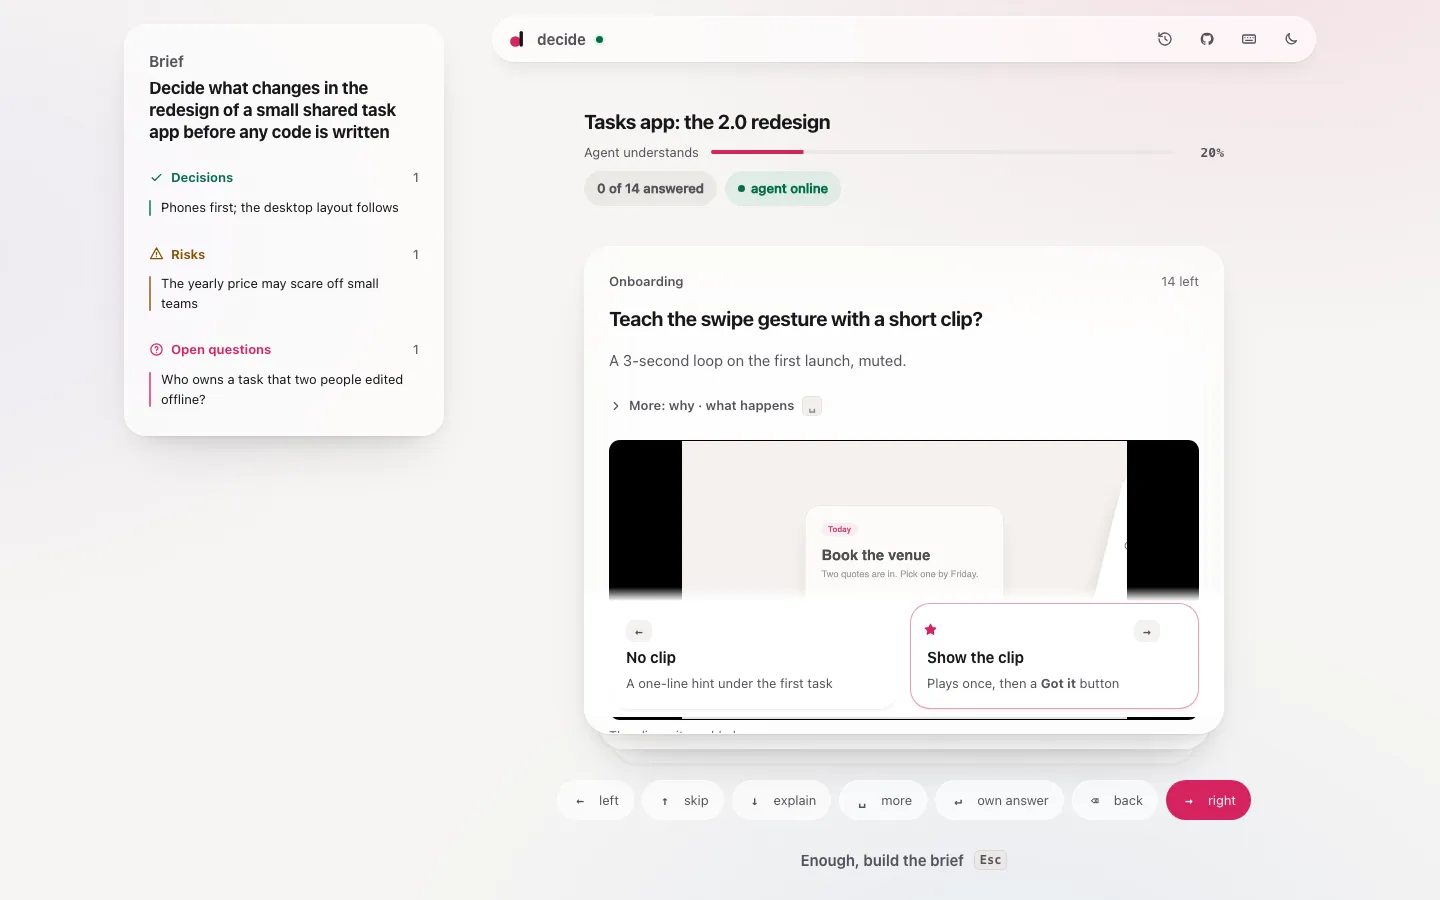 Brief
Decide what changes in the
redesign of a small shared task
app before any code is written
Decisions 1
Phones first; the desktop layout follows
Risks 1
The yearly price may scare off small
teams
Open questions 1
Who owns a task that two people edited
offline?
decide
Tasks app: the 2.0 redesign
Agent understands 20%
0 of 14 answered agent online
Onboarding 14 left
Teach the swipe gesture with a short clip?
A 3-second loop on the first launch, muted.
More: why · what happens ␣
Today
Book the venue
Two quotes are in. Pick one by Friday.
← →
No clip Show the clip
A one-line hint under the first task Plays once, then a Got it button
← left ↑ skip ↓ explain ␣ more ↵ own answer ⌫ back → right
Enough, build the brief Esc